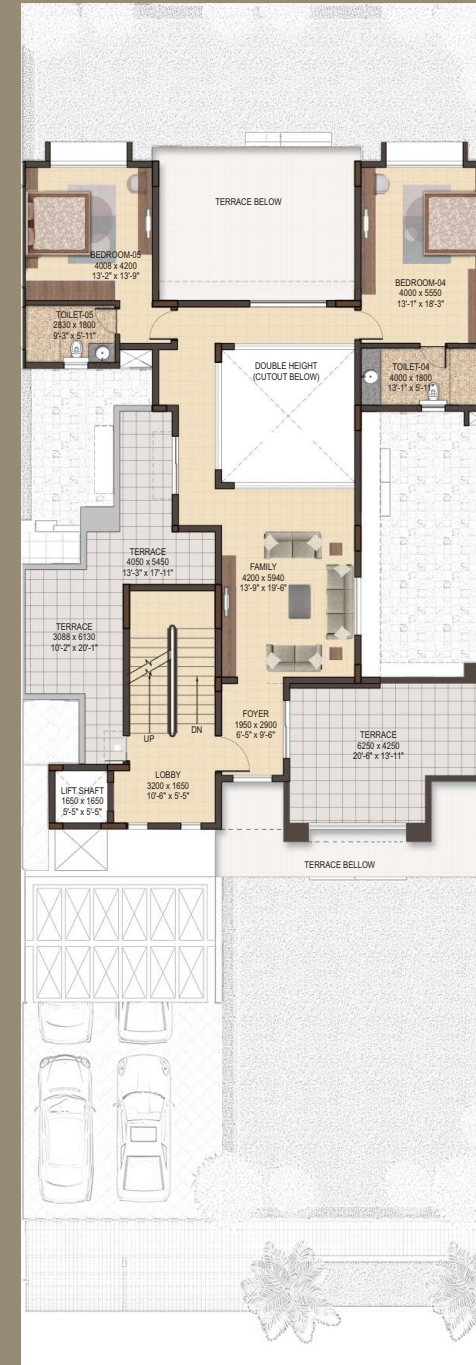 TERRACE BELOW
BEDROOM-05
4008 x 4200
13'-2" x 13'-9"
BEDROOM-04
4000 x 5550
13'-1" x 18'-3"
TOILET-05
2830 x 1800
9'-3" x 5'-11"
DOUBLE HEIGHT
(CUTOUT BELOW)
TOILET-04
4000 x 1800
13'-1" x 5'-11"
TERRACE
4050 x 5450
13'-3" x 17'-11"
FAMILY
4200 x 5940
13'-9" x 19'-6"
TERRACE
3088 x 6130
10'-2" x 20'-1"
UP
DN
FOYER
1950 x 2900
6'-5" x 9'-6"
TERRACE
6250 x 4250
20'-6" x 13'-11"
LOBBY
3200 x 1650
10'-6" x 5'-5"
LIFT SHAFT
1650 x 1650
5'-5" x 5'-5"
TERRACE BELLOW